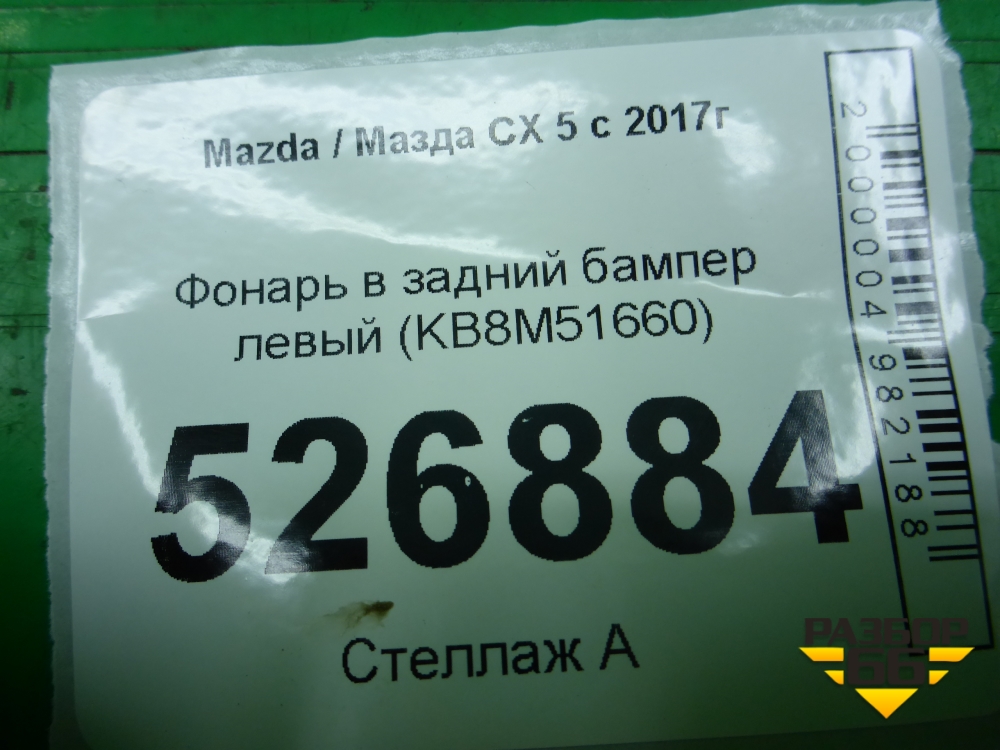 Mazda / Мазда CX 5 с 2017г
Фонарь в задний бампер
левый (KB8M51660)
526884
Стеллаж А
2000004982188
РАЗБОР
66